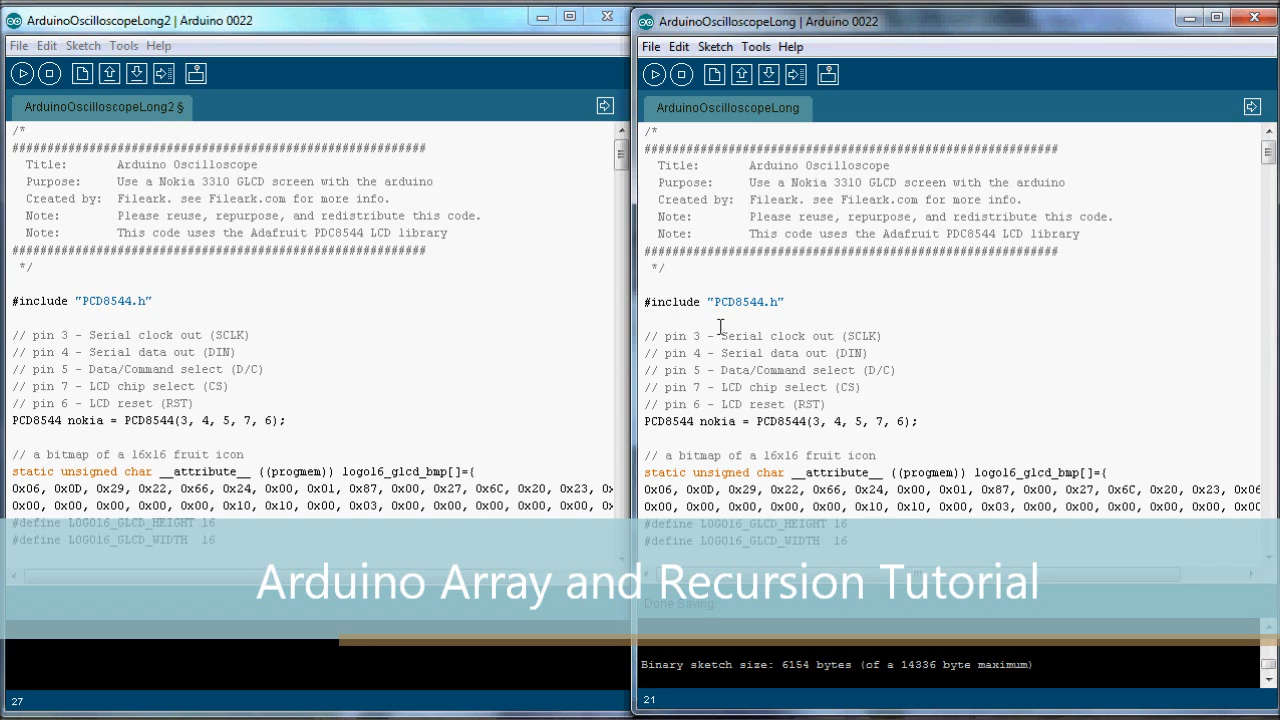 ArduinoOscilloscopeLong2 | Arduino 0022
File Edit Sketch Tools Help
ArduinoOscilloscopeLong2 §
/*
###########################################################
Title: Arduino Oscilloscope
Purpose: Use a Nokia 3310 GLCD screen with the arduino
Created by: Fileark. see Fileark.com for more info.
Note: Please reuse, repurpose, and redistribute this code.
Note: This code uses the Adafruit PDC8544 LCD library
###########################################################
*/
#include "PCD8544.h"
// pin 3 - Serial clock out (SCLK)
// pin 4 - Serial data out (DIN)
// pin 5 - Data/Command select (D/C)
// pin 7 - LCD chip select (CS)
// pin 6 - LCD reset (RST)
PCD8544 nokia = PCD8544(3, 4, 5, 7, 6);
// a bitmap of a 16x16 fruit icon
static unsigned char __attribute__ ((progmem)) logo16_glcd_bmp[]={
0x06, 0x0D, 0x29, 0x22, 0x66, 0x24, 0x00, 0x01, 0x87, 0x00, 0x27, 0x6C, 0x20, 0x23, 0x
0x00, 0x00, 0x00, 0x00, 0x10, 0x10, 0x00, 0x03, 0x00, 0x00, 0x00, 0x00, 0x00, 0x00, 0x
#define LOGO16_GLCD_HEIGHT 16
#define LOGO16_GLCD_WIDTH 16
27
ArduinoOscilloscopeLong | Arduino 0022
File Edit Sketch Tools Help
ArduinoOscilloscopeLong
/*
###########################################################
Title: Arduino Oscilloscope
Purpose: Use a Nokia 3310 GLCD screen with the arduino
Created by: Fileark. see Fileark.com for more info.
Note: Please reuse, repurpose, and redistribute this code.
Note: This code uses the Adafruit PDC8544 LCD library
###########################################################
*/
#include "PCD8544.h"
// pin 3 - Serial clock out (SCLK)
// pin 4 - Serial data out (DIN)
// pin 5 - Data/Command select (D/C)
// pin 7 - LCD chip select (CS)
// pin 6 - LCD reset (RST)
PCD8544 nokia = PCD8544(3, 4, 5, 7, 6);
// a bitmap of a 16x16 fruit icon
static unsigned char __attribute__ ((progmem)) logo16_glcd_bmp[]={
0x06, 0x0D, 0x29, 0x22, 0x66, 0x24, 0x00, 0x01, 0x87, 0x00, 0x27, 0x6C, 0x20, 0x23, 0x06
0x00, 0x00, 0x00, 0x00, 0x10, 0x10, 0x00, 0x03, 0x00, 0x00, 0x00, 0x00, 0x00, 0x00, 0x00
#define LOGO16_GLCD_HEIGHT 16
#define LOGO16_GLCD_WIDTH 16
Done Saving.
Binary sketch size: 6154 bytes (of a 14336 byte maximum)
21
Arduino Array and Recursion Tutorial